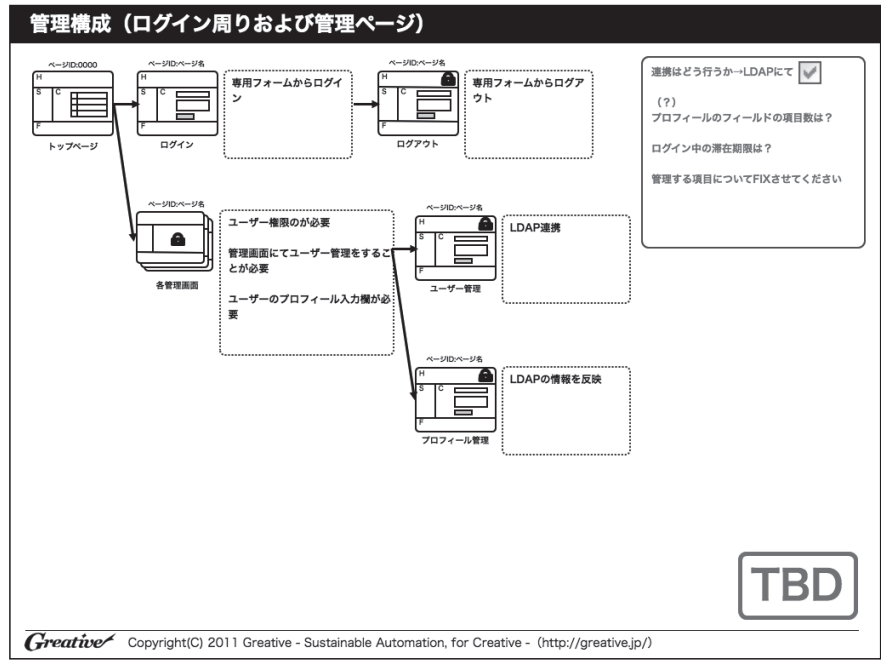 管理構成（ログイン周りおよび管理ページ）
ページID:0000
H
S
C
F
トップページ
ページID:ページ名
H
S
C
F
ログイン
専用フォームからログイ
ン
ページID:ページ名
H
S
C
F
ログアウト
専用フォームからログア
ウト
連携はどう行うか→LDAPにて
（?）
プロフィールのフィールドの項目数は？
ログイン中の滞在期限は？
管理する項目についてFIXさせてください
ページID:ページ名
各管理画面
ユーザー権限のが必要
管理画面にてユーザー管理をするこ
とが必要
ユーザーのプロフィール入力欄が必
要
ページID:ページ名
H
S
C
F
ユーザー管理
LDAP連携
ページID:ページ名
H
S
C
F
プロフィール管理
LDAPの情報を反映
TBD
Greative
Copyright(C) 2011 Greative - Sustainable Automation, for Creative -（http://greative.jp/）